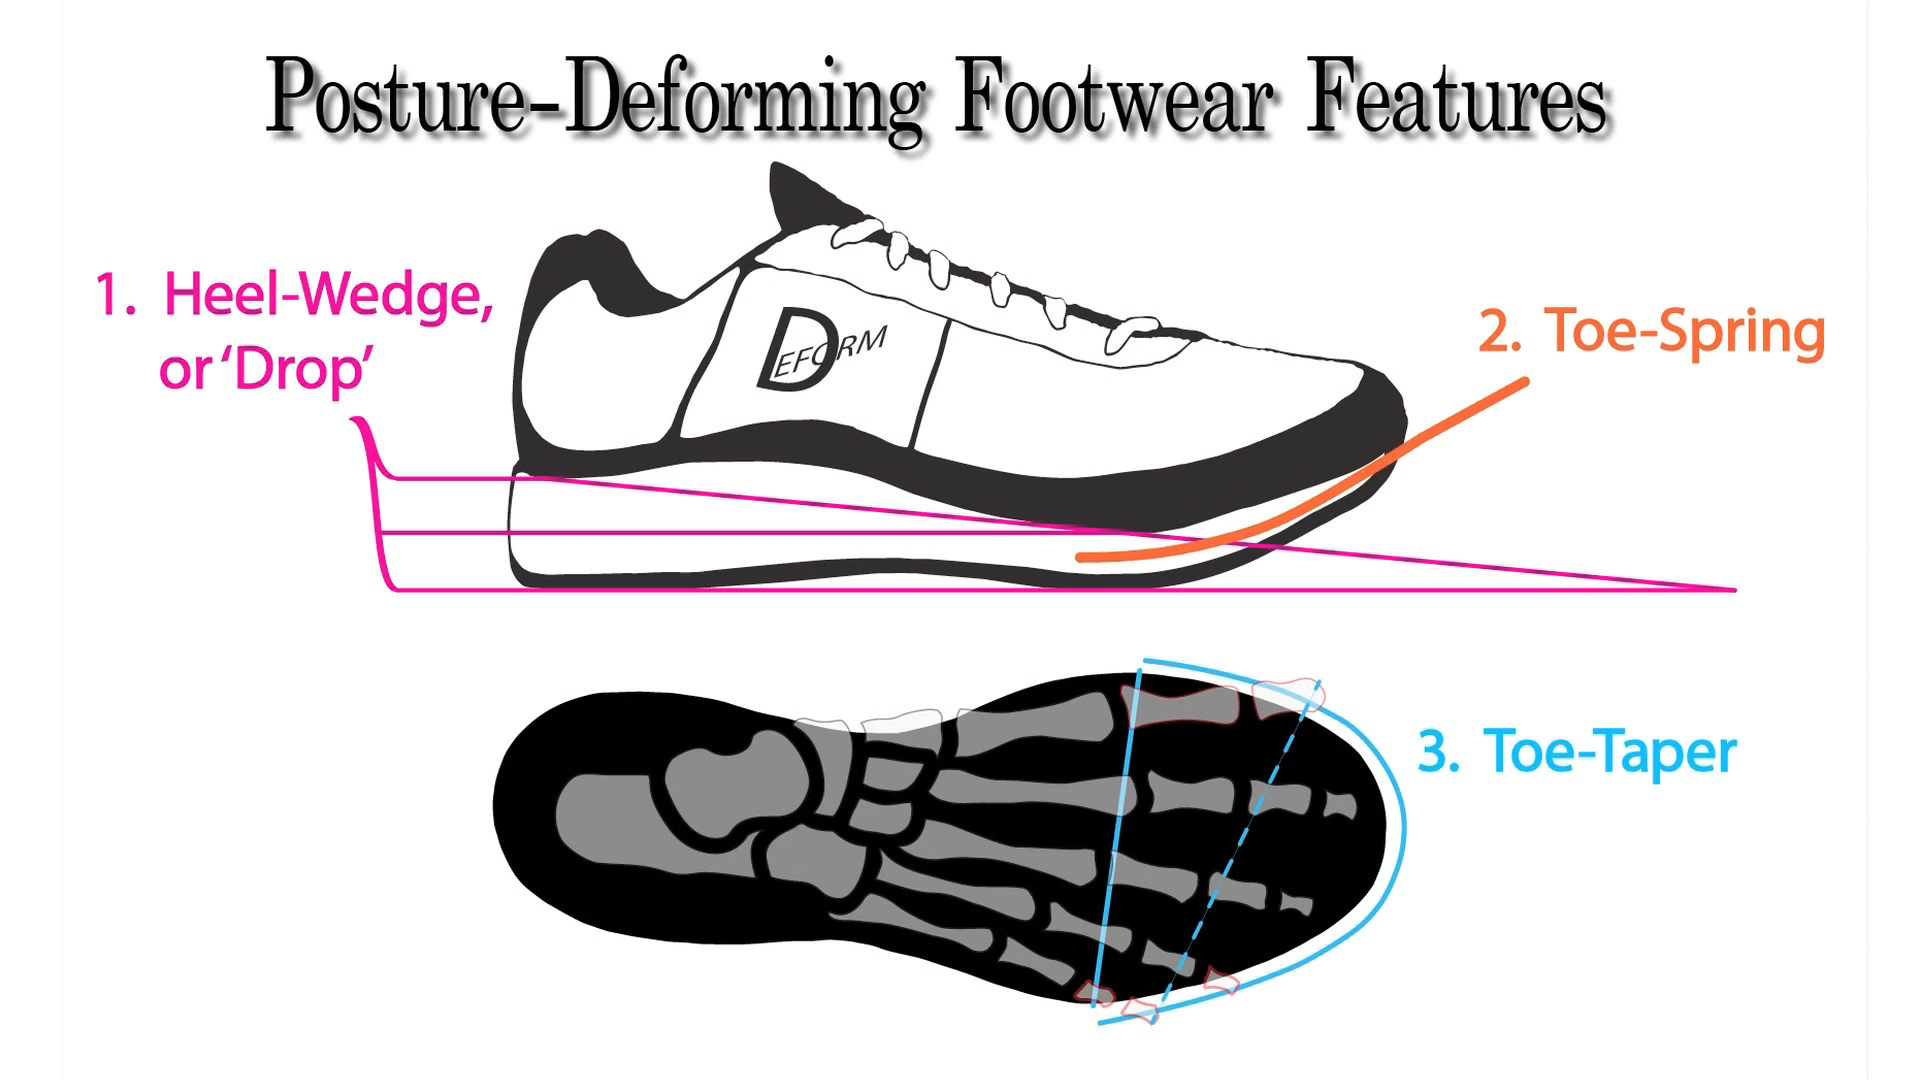 Posture-Deforming Footwear Features
1. Heel-Wedge,
or ‘Drop’
DEFORM
2. Toe-Spring
3. Toe-Taper